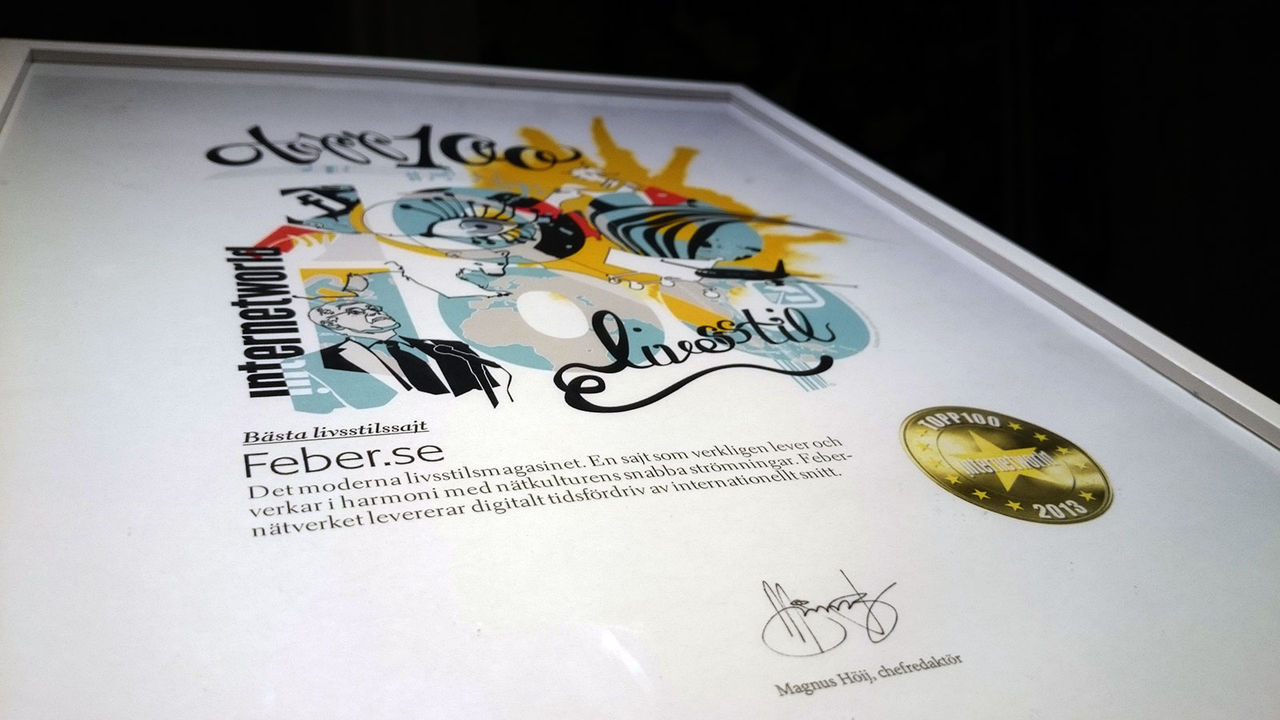 topp100
internetworld
livsstil
Bästa livsstilssajt
Feber.se
Det moderna livsstilsmagasinet. En sajt som verkligen lever och
verkar i harmoni med nätkulturens snabba strömningar. Feber-
nätverket levererar digitalt tidsfördriv av internationellt snitt.
TOPP100
internetworld
2013
Magnus Höij, chefredaktör